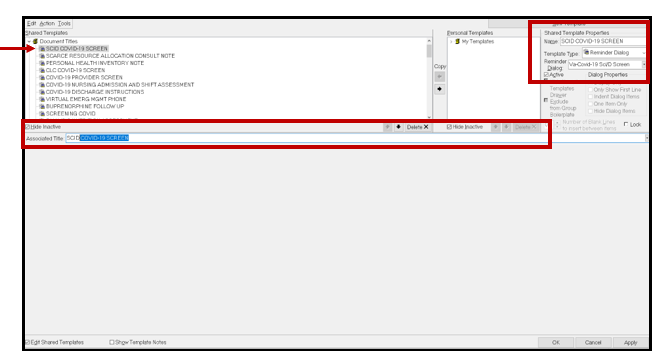 Edit Action Tools
Shared Templates
Document Titles
SCID COVID-19 SCREEN
SCARCE RESOURCE ALLOCATION CONSULT NOTE
PERSONAL HEALTH INVENTORY NOTE
CLC COVID-19 SCREEN
COVID-19 PROVIDER SCREEN
COVID-19 NURSING ADMISSION AND SHIFT ASSESSMENT
COVID-19 DISCHARGE INSTRUCTIONS
VIRTUAL EMERG MGMT PHONE
BUPRENORPHINE FOLLOW UP
SCREENING COVID
Copy
Personal Templates
My Templates
Shared Template Properties
Name: SCID COVID-19 SCREEN
Template Type: Reminder Dialog
Reminder Dialog: Va-Covid-19 Sci/D Screen
Active Dialog Properties
Templates Only Show First Line
Drawer Indent Dialog Items
Exclude One Item Only
from Group Hide Dialog Items
Boilerplate
Number of Blank Lines to insert between items
Lock
Hide Inactive
Delete X
Hide Inactive
Delete X
Associated Title: SCID COVID-19 SCREEN
Edit Shared Templates Show Template Notes
OK Cancel Apply